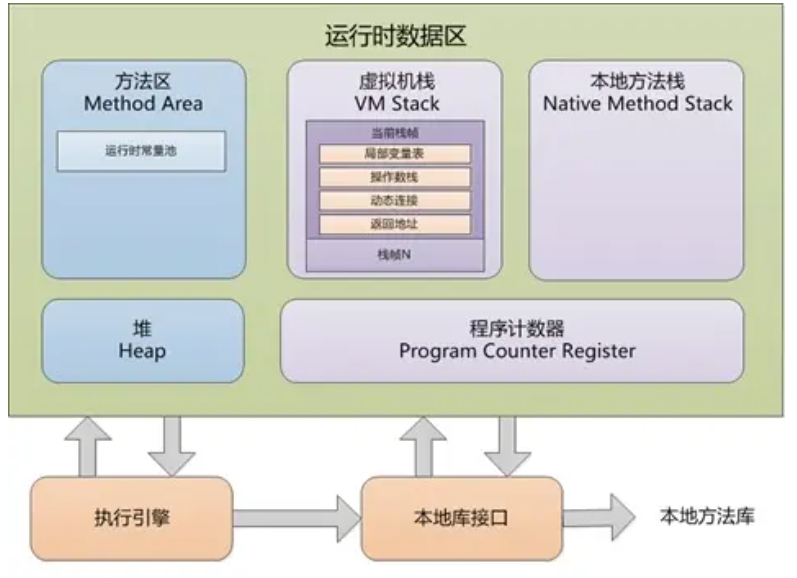 运行时数据区
方法区
Method Area
运行时常量池
虚拟机栈
VM Stack
当前栈帧
局部变量表
操作数栈
动态连接
返回地址
栈帧N
本地方法栈
Native Method Stack
堆
Heap
程序计数器
Program Counter Register
执行引擎
本地库接口
本地方法库